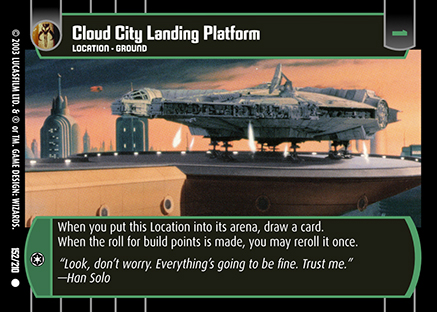 Cloud City Landing Platform
LOCATION - GROUND
When you put this Location into its arena, draw a card.
When the roll for build points is made, you may reroll it once.
“Look, don’t worry. Everything’s going to be fine. Trust me.”
—Han Solo
© 2003 LUCASFILM LTD. & ® or TM. GAME DESIGN: WIZARDS.
152/210